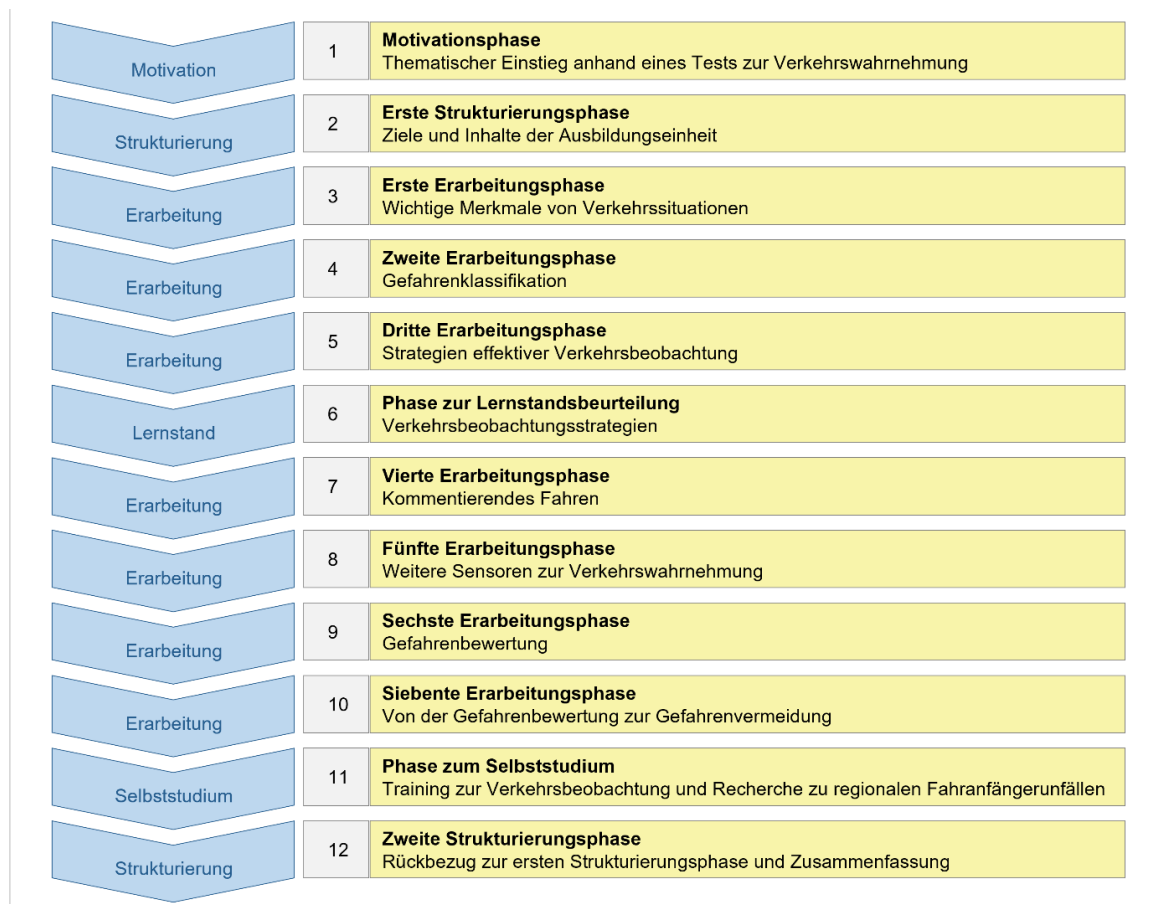 Motivation
1
Motivationsphase
Thematischer Einstieg anhand eines Tests zur Verkehrswahrnehmung
Strukturierung
2
Erste Strukturierungsphase
Ziele und Inhalte der Ausbildungseinheit
Erarbeitung
3
Erste Erarbeitungsphase
Wichtige Merkmale von Verkehrssituationen
Erarbeitung
4
Zweite Erarbeitungsphase
Gefahrenklassifikation
Erarbeitung
5
Dritte Erarbeitungsphase
Strategien effektiver Verkehrsbeobachtung
Lernstand
6
Phase zur Lernstandsbeurteilung
Verkehrsbeobachtungsstrategien
Erarbeitung
7
Vierte Erarbeitungsphase
Kommentierendes Fahren
Erarbeitung
8
Fünfte Erarbeitungsphase
Weitere Sensoren zur Verkehrswahrnehmung
Erarbeitung
9
Sechste Erarbeitungsphase
Gefahrenbewertung
Erarbeitung
10
Siebente Erarbeitungsphase
Von der Gefahrenbewertung zur Gefahrenvermeidung
Selbststudium
11
Phase zum Selbststudium
Training zur Verkehrsbeobachtung und Recherche zu regionalen Fahranfängerunfällen
Strukturierung
12
Zweite Strukturierungsphase
Rückbezug zur ersten Strukturierungsphase und Zusammenfassung